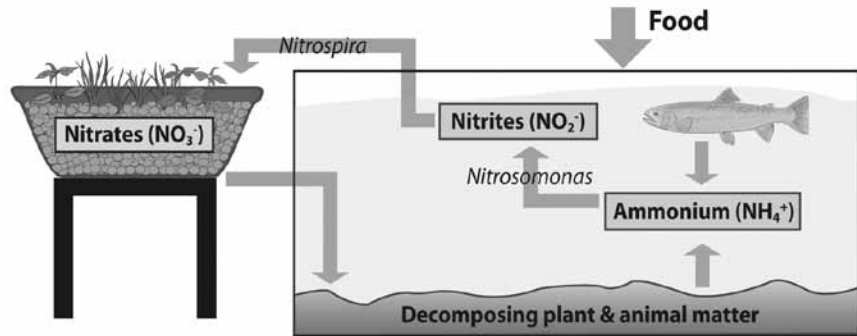 Food
Nitrospira
Nitrates (NO₃⁻)
Nitrites (NO₂⁻)
Nitrosomonas
Ammonium (NH₄⁺)
Decomposing plant & animal matter